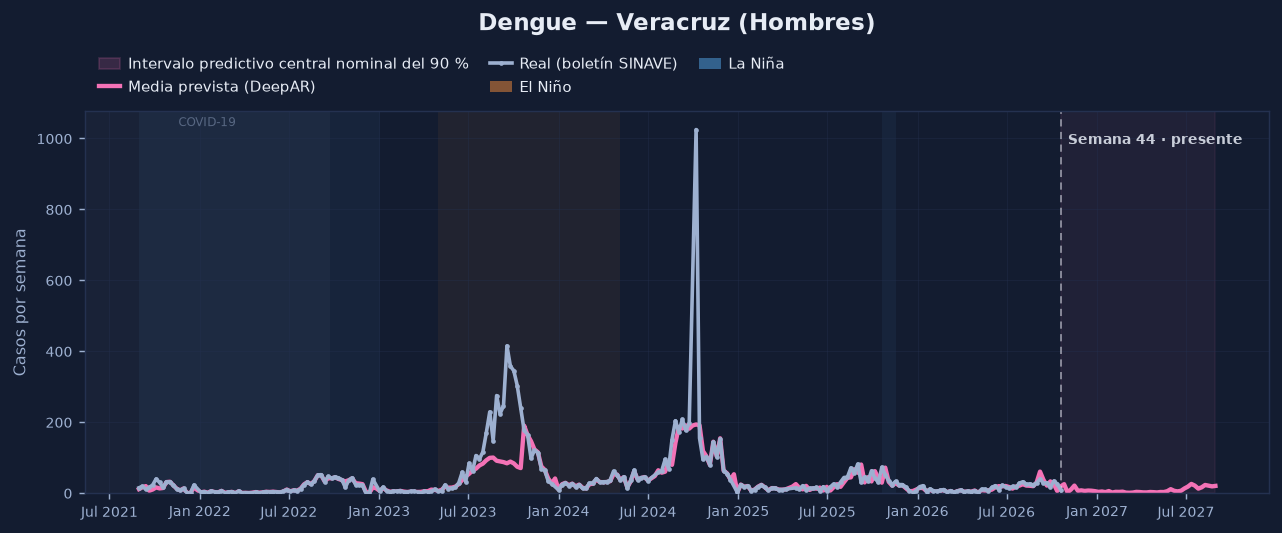 Dengue — Veracruz (Hombres)
Intervalo predictivo central nominal del 90 %
Real (boletín SINAVE)
La Niña
Media prevista (DeepAR)
El Niño
COVID-19
Semana 44 · presente
Casos por semana
1000
800
600
400
200
0
Jul 2021
Jan 2022
Jul 2022
Jan 2023
Jul 2023
Jan 2024
Jul 2024
Jan 2025
Jul 2025
Jan 2026
Jul 2026
Jan 2027
Jul 2027